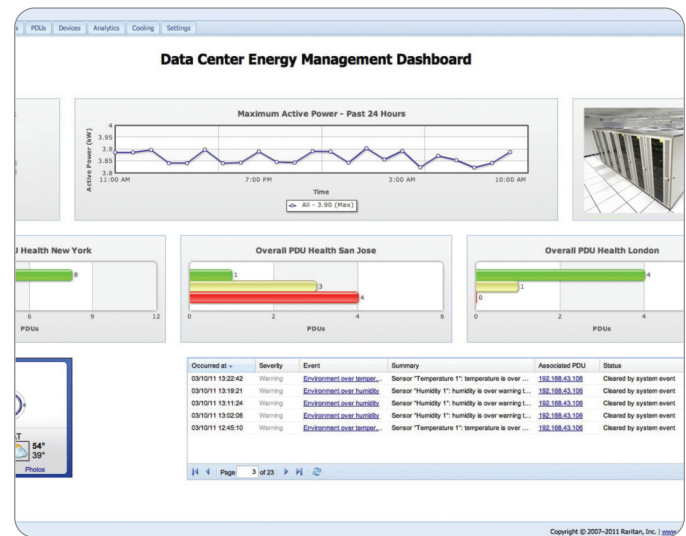 PDUs Devices Analytics Cooling Settings
Data Center Energy Management Dashboard
Maximum Active Power - Past 24 Hours
Active Power (kW)
4
3.95
3.9
3.85
3.8
11:00 AM 7:00 PM 3:00 AM 10:00 AM
Time
All - 3.90 (Max)
J Health New York
8
6 9 12
PDUs
Overall PDU Health San Jose
1
3
4
0 2 4 6
PDUs
Overall PDU Health London
4
1
0
0 2 4
PDUs
Occurred at Severity Event Summary Associated PDU Status
03/10/11 13:22:42 Warning Environment over temper... Sensor "Temperature 1": temperature is over ... 192.168.43.106 Cleared by system event
03/10/11 13:19:21 Warning Environment over humidity Sensor "Humidity 1": humidity is over warning t... 192.168.43.106 Cleared by system event
03/10/11 13:11:24 Warning Environment over humidity Sensor "Humidity 1": humidity is over warning t... 192.168.43.106 Cleared by system event
03/10/11 13:02:06 Warning Environment over humidity Sensor "Humidity 1": humidity is over warning t... 192.168.43.106 Cleared by system event
03/10/11 12:45:10 Warning Environment over temper... Sensor "Temperature 1": temperature is over ... 192.168.43.106 Cleared by system event
Page 3 of 23
AT
54°
39°
Photos
Copyright © 2007-2011 Raritan, Inc. | www